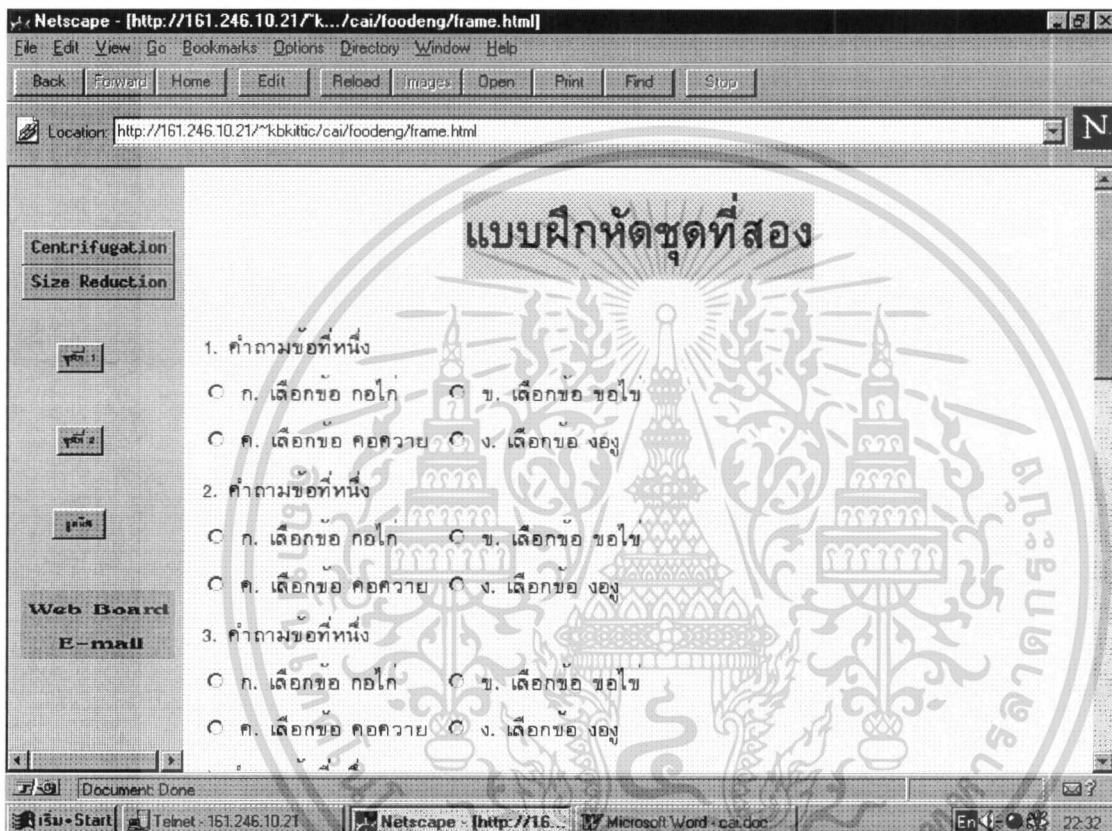 Netscape - [http://161.246.10.21/~k.../cai/foodeng/frame.html]
File Edit View Go Bookmarks Options Directory Window Help
Back Forward Home Edit Reload Images Open Print Find Stop
Location: http://161.246.10.21/~kbkittic/cai/foodeng/frame.html
N
Centrifugation
Size Reduction
ชุดที่ 1
ชุดที่ 2
Web Board
E-mail
แบบฝึกหัดชุดที่สอง
1. คำถามข้อที่หนึ่ง
ก. เลือกข้อ กอไก่ ข. เลือกข้อ ขอไข่
ค. เลือกข้อ คอควาย ง. เลือกข้อ งองู
2. คำถามข้อที่หนึ่ง
ก. เลือกข้อ กอไก่ ข. เลือกข้อ ขอไข่
ค. เลือกข้อ คอควาย ง. เลือกข้อ งองู
3. คำถามข้อที่หนึ่ง
ก. เลือกข้อ กอไก่ ข. เลือกข้อ ขอไข่
ค. เลือกข้อ คอควาย ง. เลือกข้อ งองู
Document: Done
เริ่ม Start Telnet - 161.246.10.21 Netscape - [http://16... Microsoft Word - cai.doc En 22:32